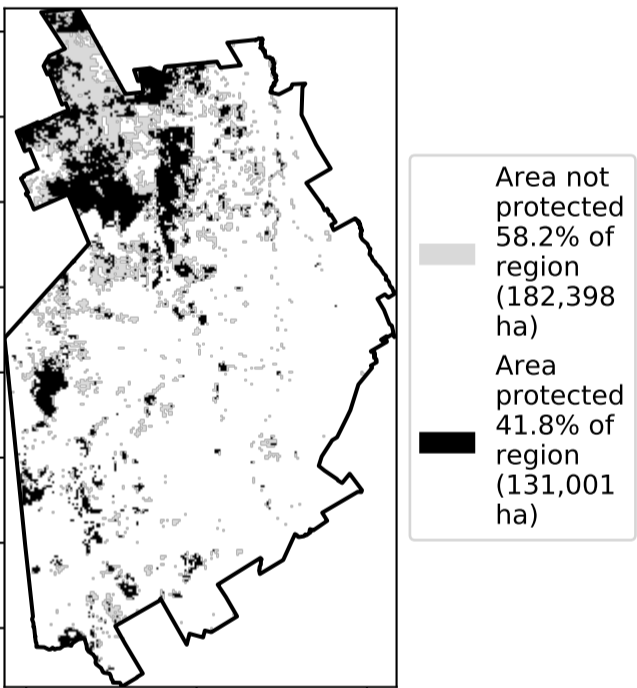 Area not
protected
58.2% of
region
(182,398
ha)
Area
protected
41.8% of
region
(131,001
ha)